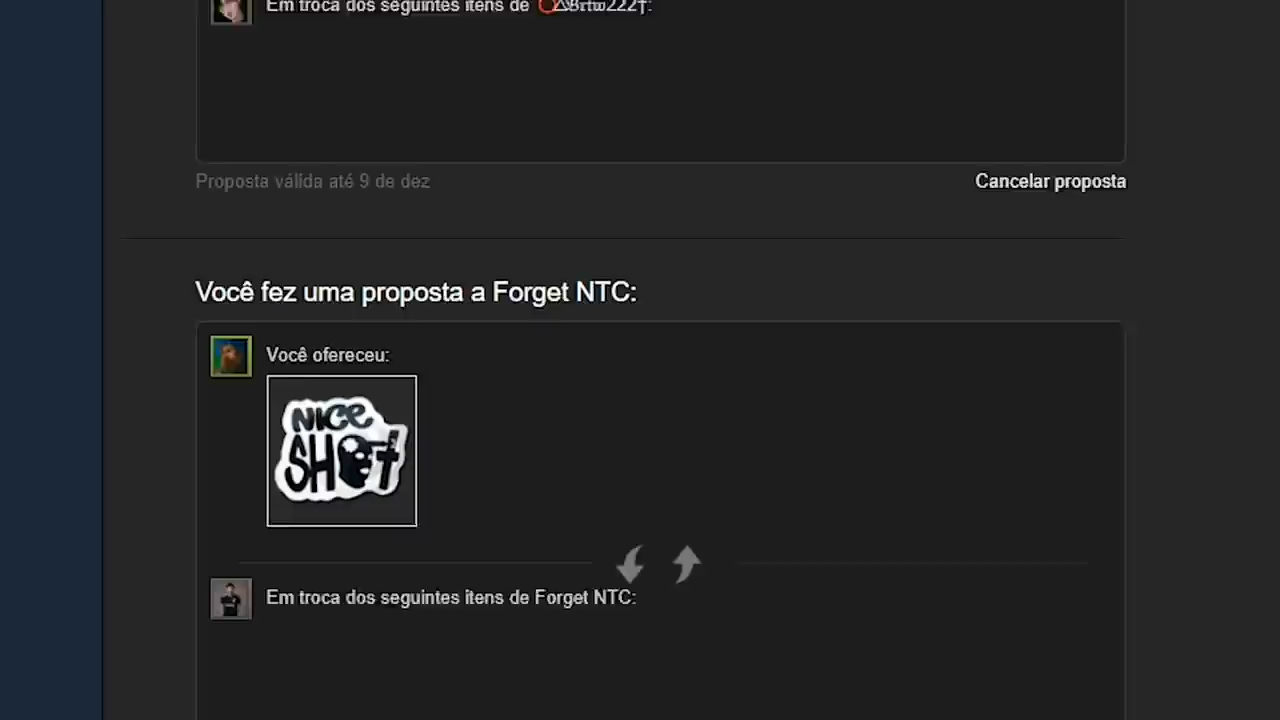 Em troca dos seguintes itens de
Proposta válida até 9 de dez
Cancelar proposta
Você fez uma proposta a Forget NTC:
Você ofereceu:
NICE
SHOT
Em troca dos seguintes itens de Forget NTC: